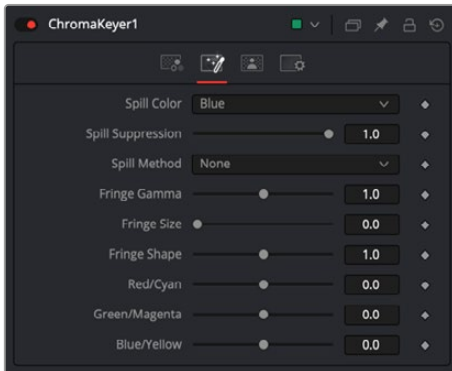 ChromaKeyer1
Spill Color Blue
Spill Suppression 1.0
Spill Method None
Fringe Gamma 1.0
Fringe Size 0.0
Fringe Shape 1.0
Red/Cyan 0.0
Green/Magenta 0.0
Blue/Yellow 0.0